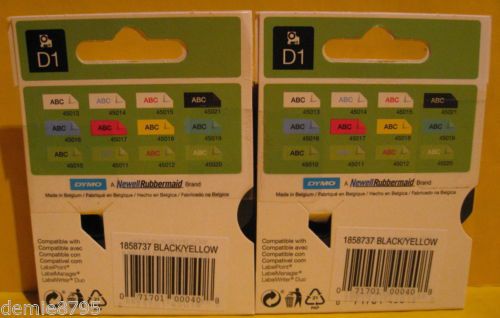 D1
ABC ABC ABC ABC
45013 45014 45015 45021
ABC ABC ABC ABC
45016 45017 45018 45019
ABC ABC ABC ABC
45010 45011 45012 45020
DYMO A NewellRubbermaid Brand
Made in Belgium / Fabriqué en Belgique / Hecho en Belgica / Fabricado na Bélgica
Compatible with
Compatible avec
Compatible con
Compatible com
LabelPoint
LabelManager
LabelWriter Duo
1858737 BLACK/YELLOW
0 71701 00040 8
PAP
D1
ABC ABC ABC ABC
45013 45014 45015 45021
ABC ABC ABC ABC
45016 45017 45018 45019
ABC ABC ABC ABC
45010 45011 45012 45020
DYMO A NewellRubbermaid Brand
Made in Belgium / Fabriqué en Belgique / Hecho en Belgica / Fabricado na Bélgica
Compatible with
Compatible avec
Compatible con
Compatible com
LabelPoint
LabelManager
LabelWriter Duo
1858737 BLACK/YELLOW
0 71701 00040 8
PAP
demie8795